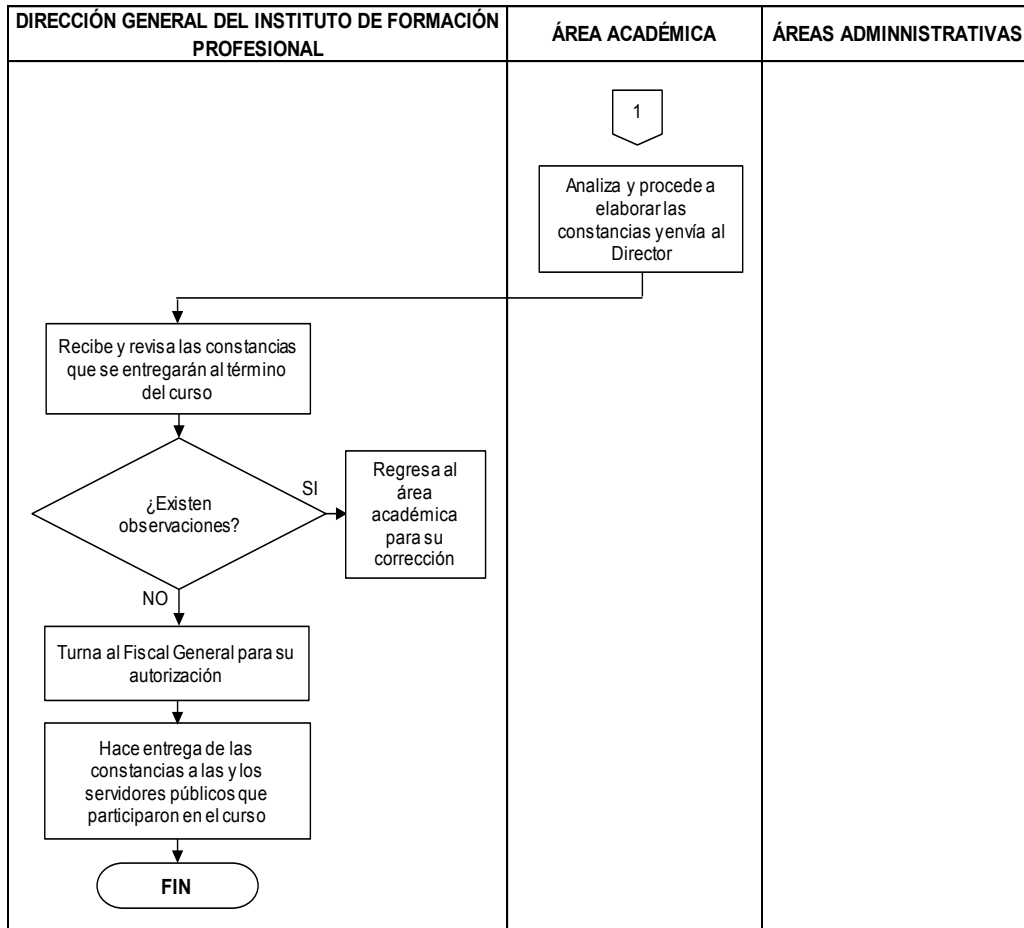 DIRECCIÓN GENERAL DEL INSTITUTO DE FORMACIÓN
PROFESIONAL
ÁREA ACADÉMICA
ÁREAS ADMINNISTRATIVAS
1
Analiza y procede a
elaborar las
constancias y envía al
Director
Recibe y revisa las constancias
que se entregarán al término
del curso
¿Existen
observaciones?
SI
Regresa al
área
académica
para su
corrección
NO
Turna al Fiscal General para su
autorización
Hace entrega de las
constancias a las y los
servidores públicos que
participaron en el curso
FIN